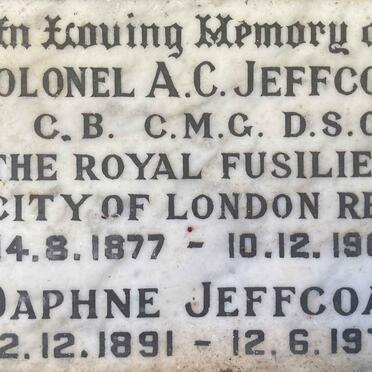 In Loving Memory o
OLONEL A.C. JEFFCO
C.B. C.M.G. D.S.O
THE ROYAL FUSILIE
CITY OF LONDON RE
14.8.1877 - 10.12.19
DAPHNE JEFFCOA
2.12.1891 - 12.6.197